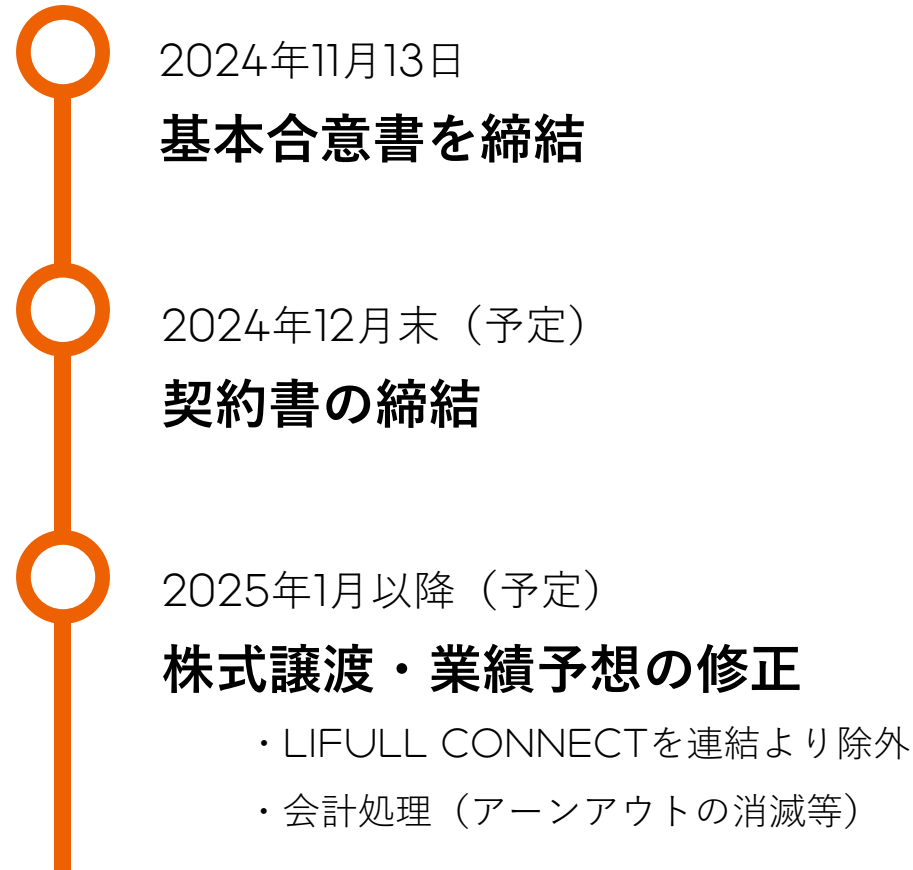 2024年11月13日
基本合意書を締結
2024年12月末（予定）
契約書の締結
2025年1月以降（予定）
株式譲渡・業績予想の修正
・LIFULL CONNECTを連結より除外
・会計処理（アーンアウトの消滅等）